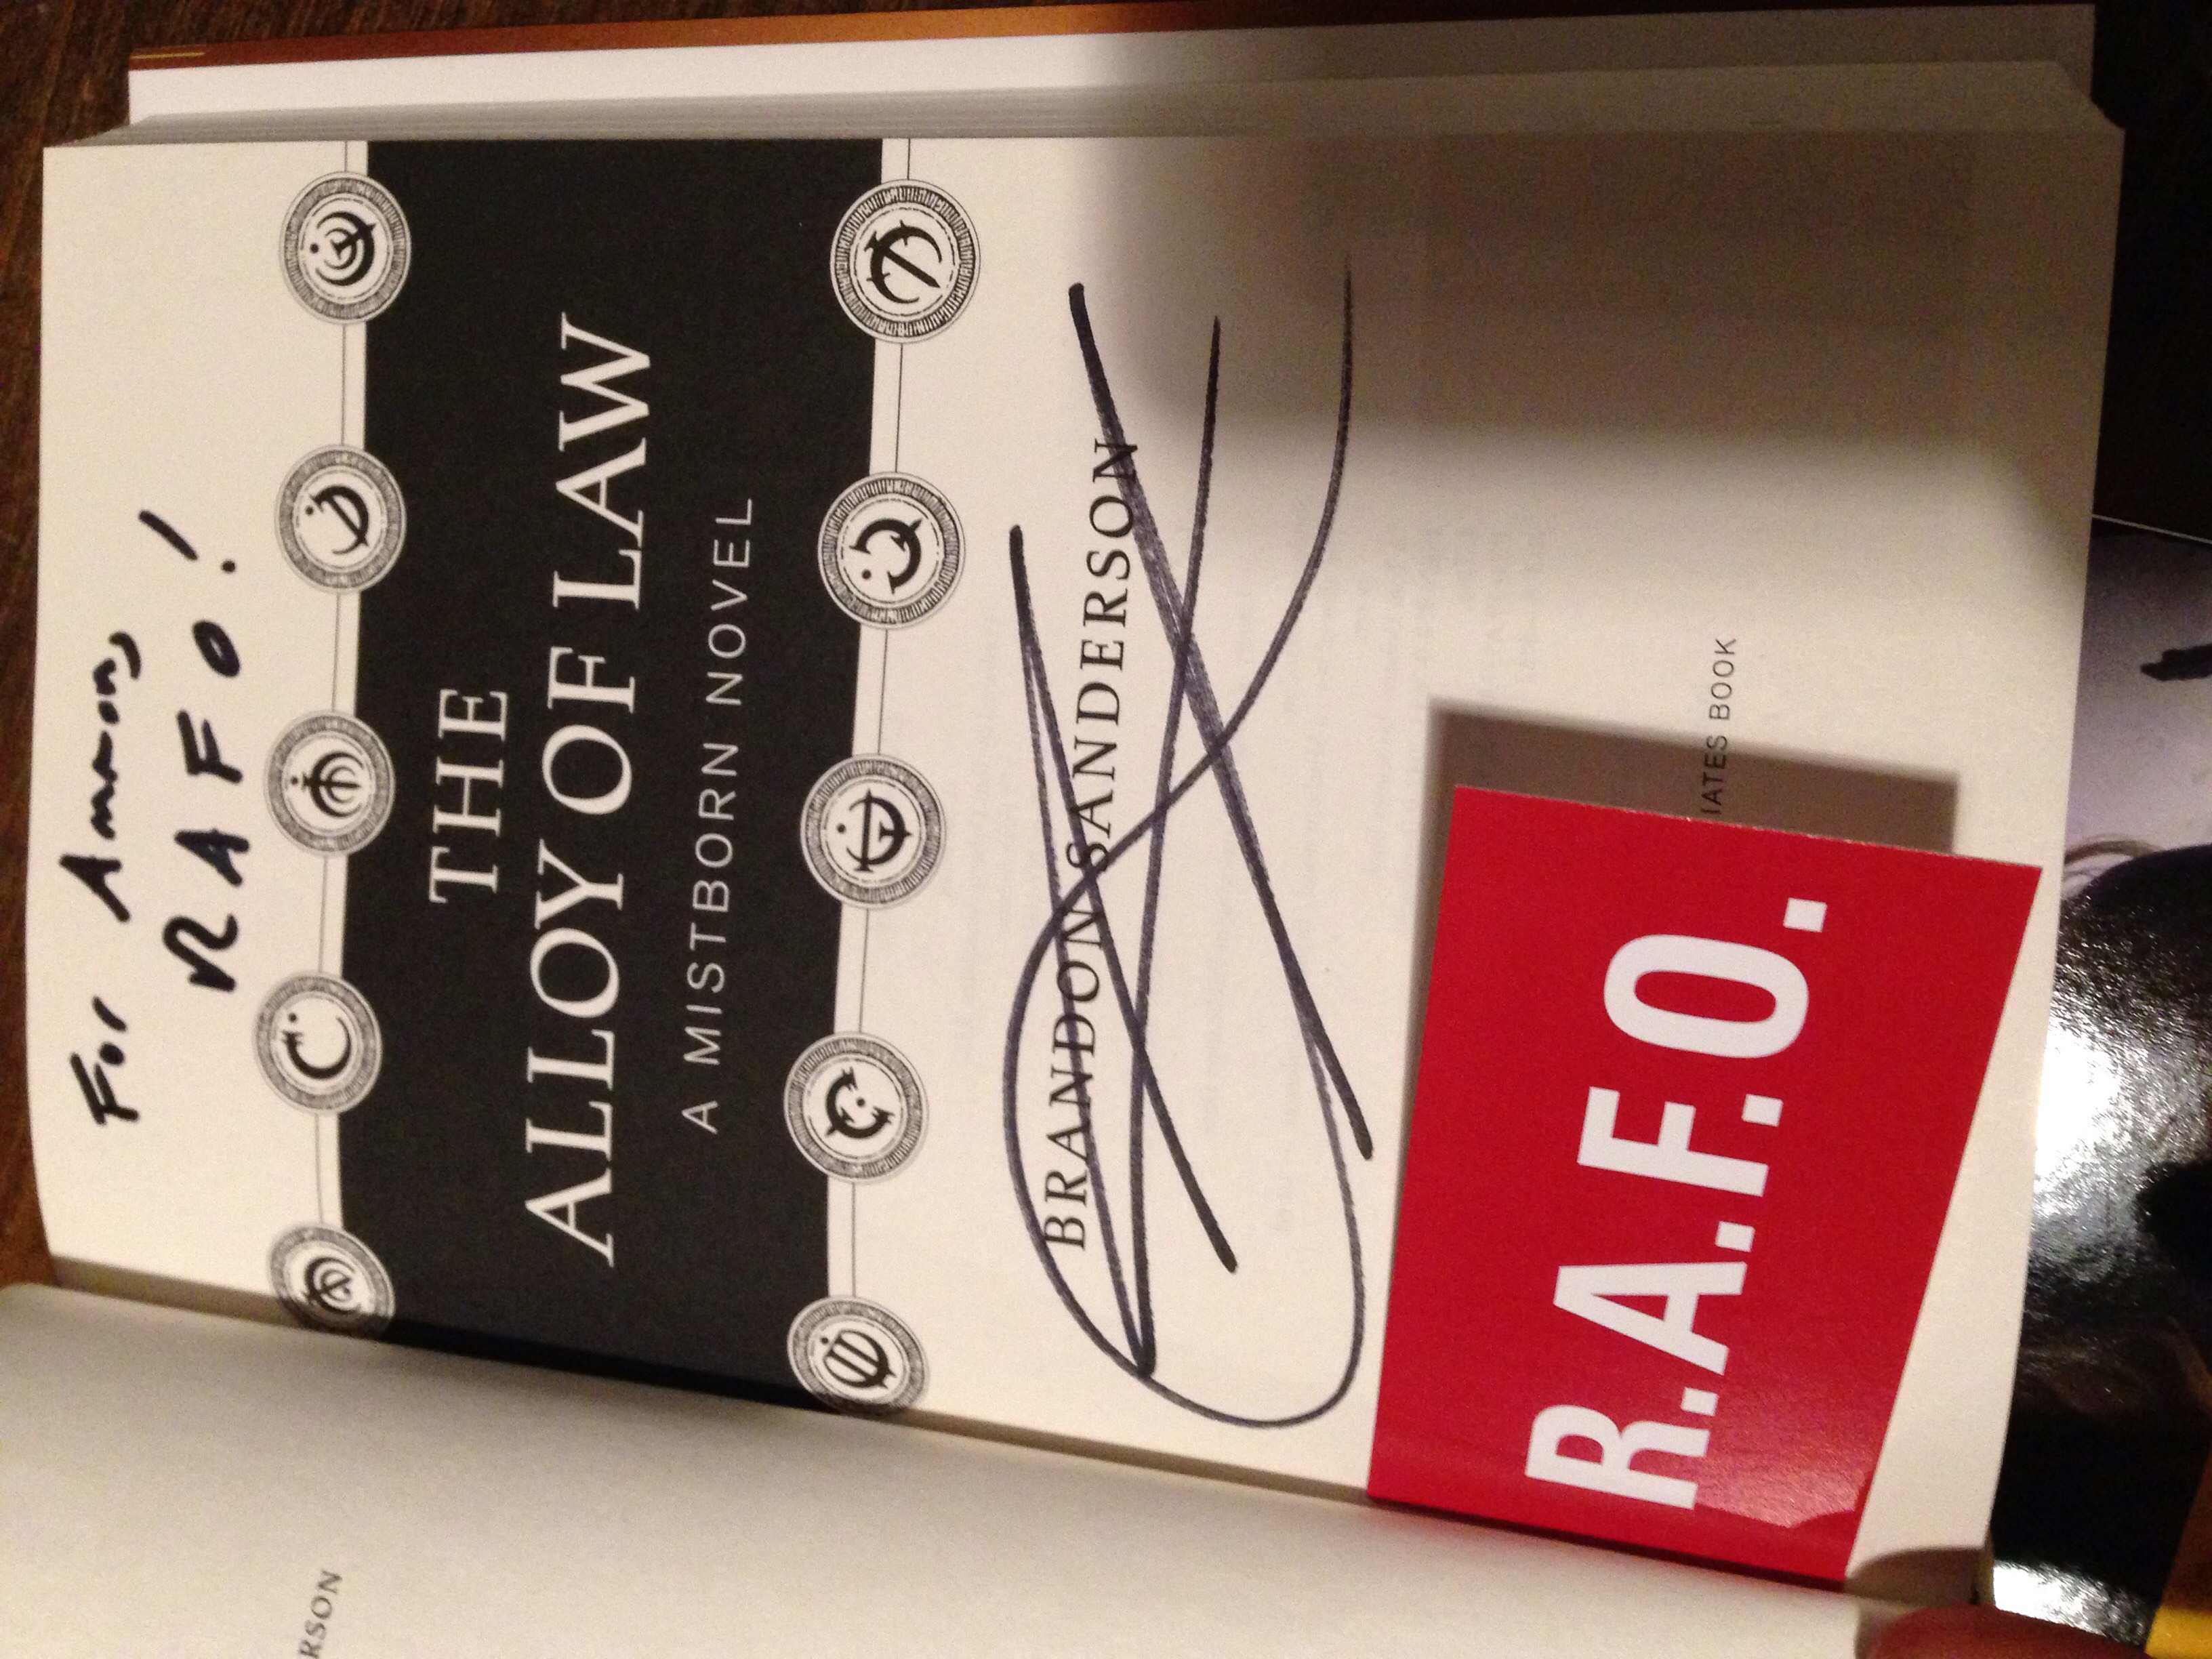 For Ammon,
RAFO!
THE
ALLOY OF LAW
A MISTBORN NOVEL
BRANDON SANDERSON
IATES BOOK
R.A.F.O.
RSON